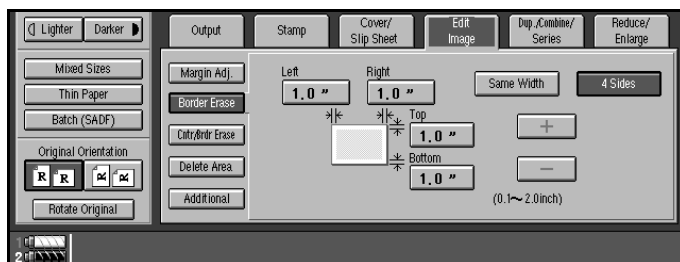 Lighter Darker
Output Stamp Cover/ Slip Sheet Edit Image Dup./Combine/ Series Reduce/ Enlarge
Mixed Sizes
Thin Paper
Batch (SADF)
Original Orientation
R R R R
Rotate Original
Margin Adj.
Border Erase
Cntr/Brdr Erase
Delete Area
Additional
Left Right
1.0 " 1.0 "
Top
1.0 "
Bottom
1.0 "
Same Width 4 Sides
+
−
(0.1～2.0inch)
1
2